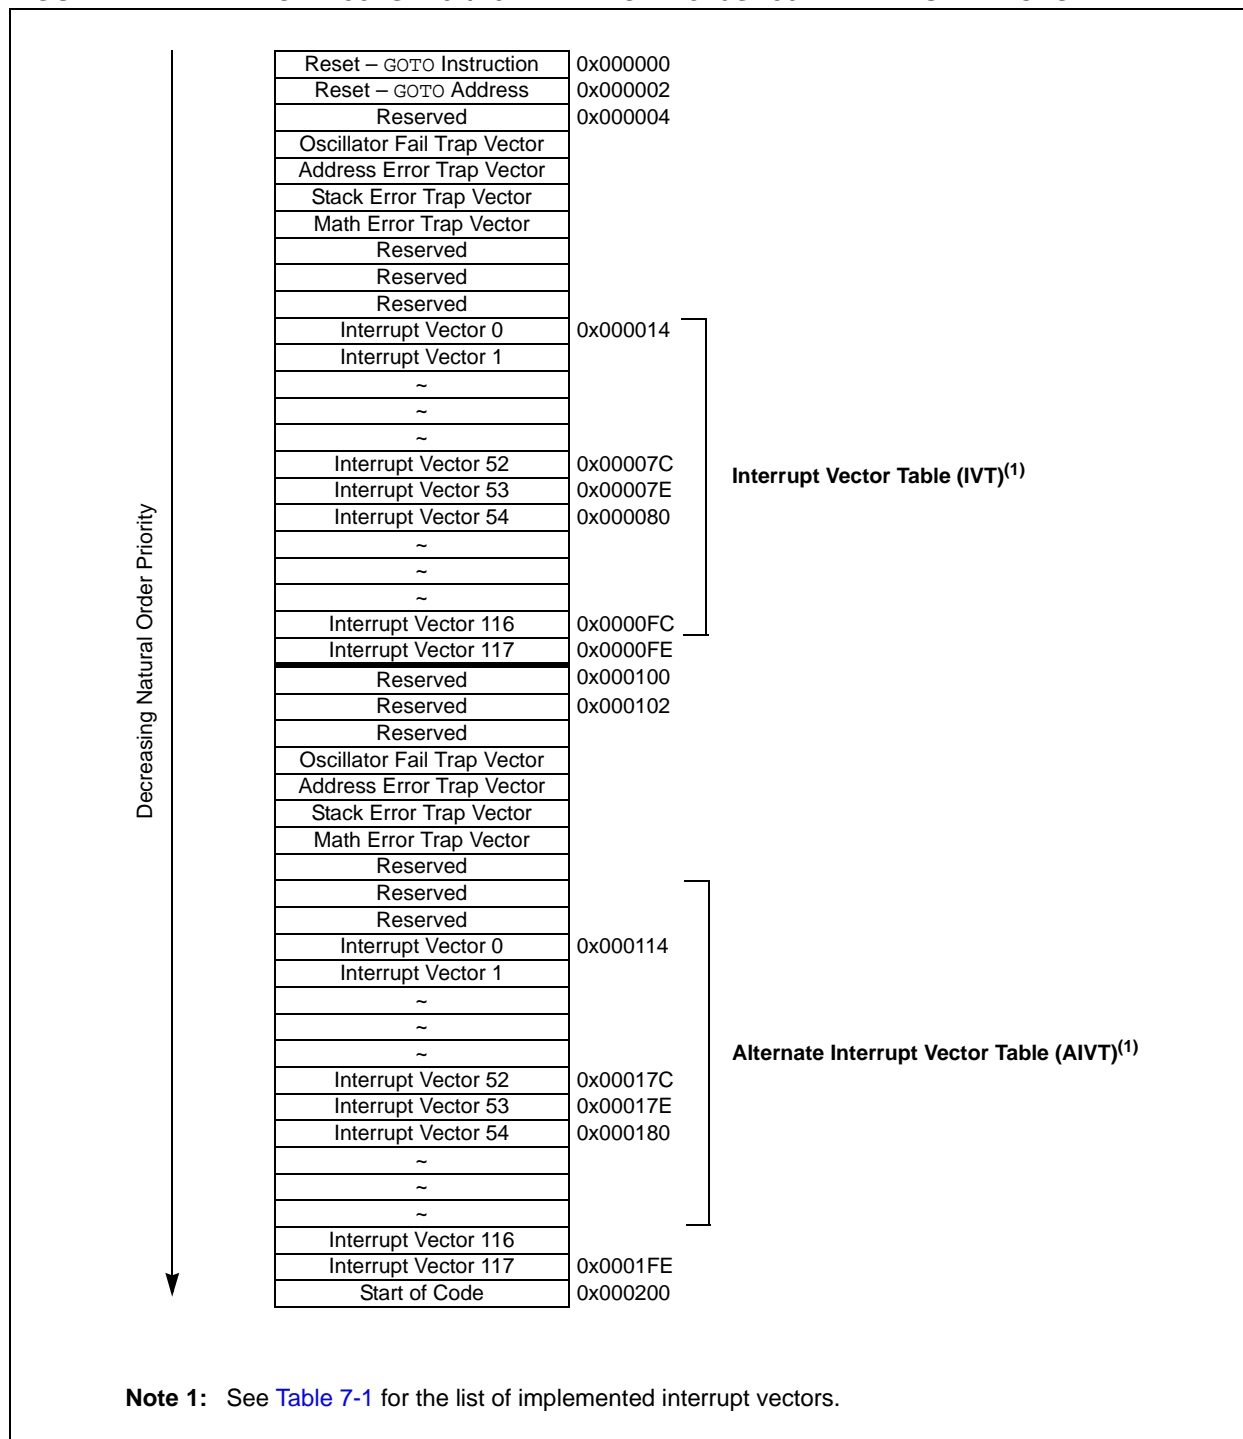 Reset – GOTO Instruction 0x000000
Reset – GOTO Address 0x000002
Reserved 0x000004
Oscillator Fail Trap Vector
Address Error Trap Vector
Stack Error Trap Vector
Math Error Trap Vector
Reserved
Reserved
Reserved
Interrupt Vector 0 0x000014
Interrupt Vector 1
~
~
~
Interrupt Vector 52 0x00007C
Interrupt Vector Table (IVT)(1)
Interrupt Vector 53 0x00007E
Interrupt Vector 54 0x000080
~
~
~
Interrupt Vector 116 0x0000FC
Interrupt Vector 117 0x0000FE
Decreasing Natural Order Priority
Reserved 0x000100
Reserved 0x000102
Reserved
Oscillator Fail Trap Vector
Address Error Trap Vector
Stack Error Trap Vector
Math Error Trap Vector
Reserved
Reserved
Reserved
Interrupt Vector 0 0x000114
Interrupt Vector 1
~
~
~
Alternate Interrupt Vector Table (AIVT)(1)
Interrupt Vector 52 0x00017C
Interrupt Vector 53 0x00017E
Interrupt Vector 54 0x000180
~
~
~
Interrupt Vector 116
Interrupt Vector 117 0x0001FE
Start of Code 0x000200
Note 1: See Table 7-1 for the list of implemented interrupt vectors.